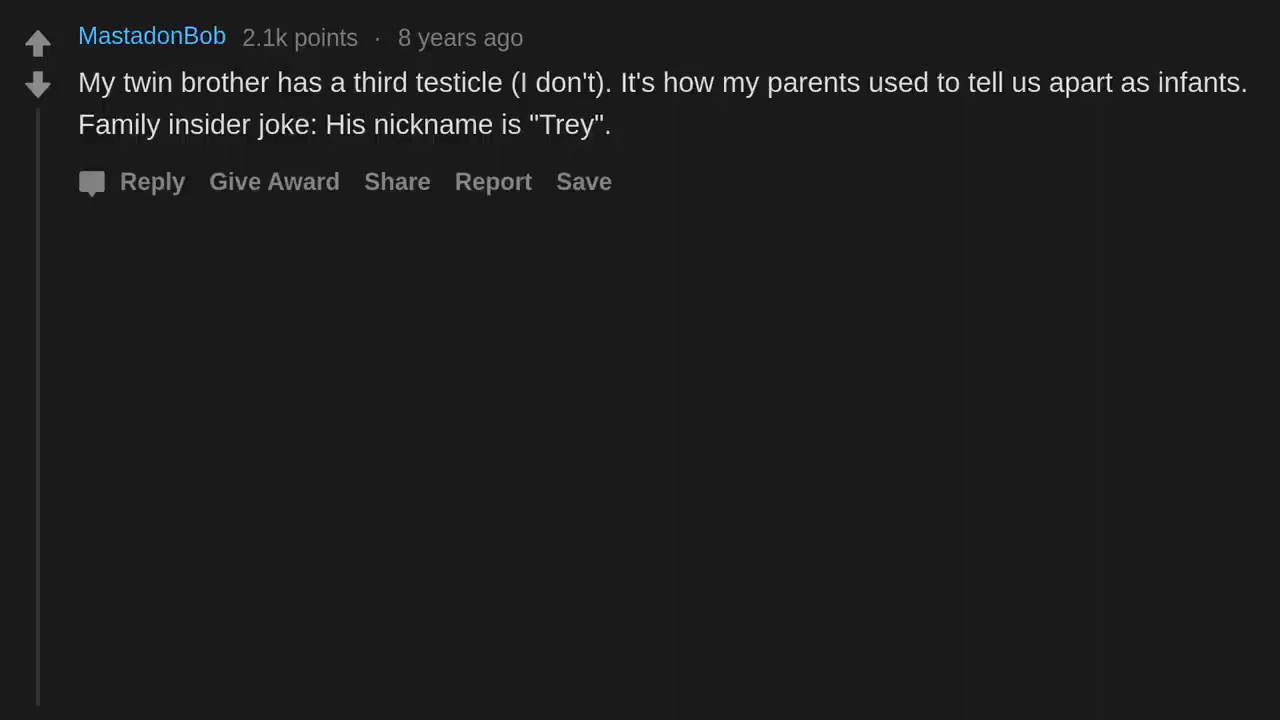 MastadonBob 2.1k points · 8 years ago
My twin brother has a third testicle (I don't). It's how my parents used to tell us apart as infants.
Family insider joke: His nickname is "Trey".
Reply Give Award Share Report Save